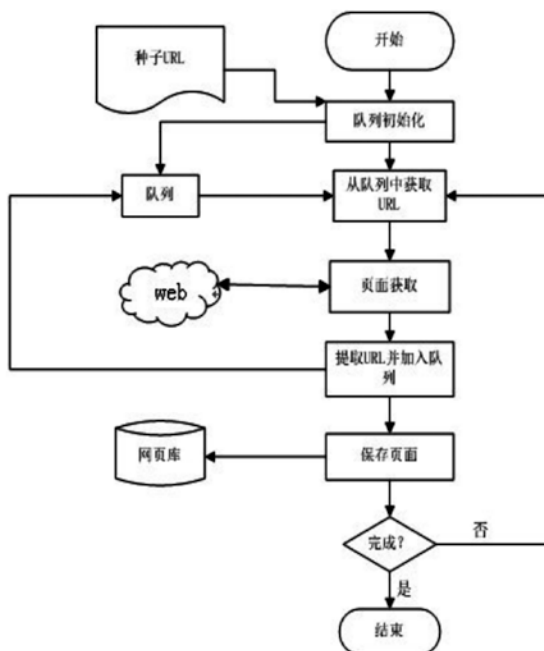 开始
种子URL
队列初始化
队列
从队列中获取
URL
web
页面获取
提取URL并加入队
列
网页库
保存页面
完成?
否
是
结束